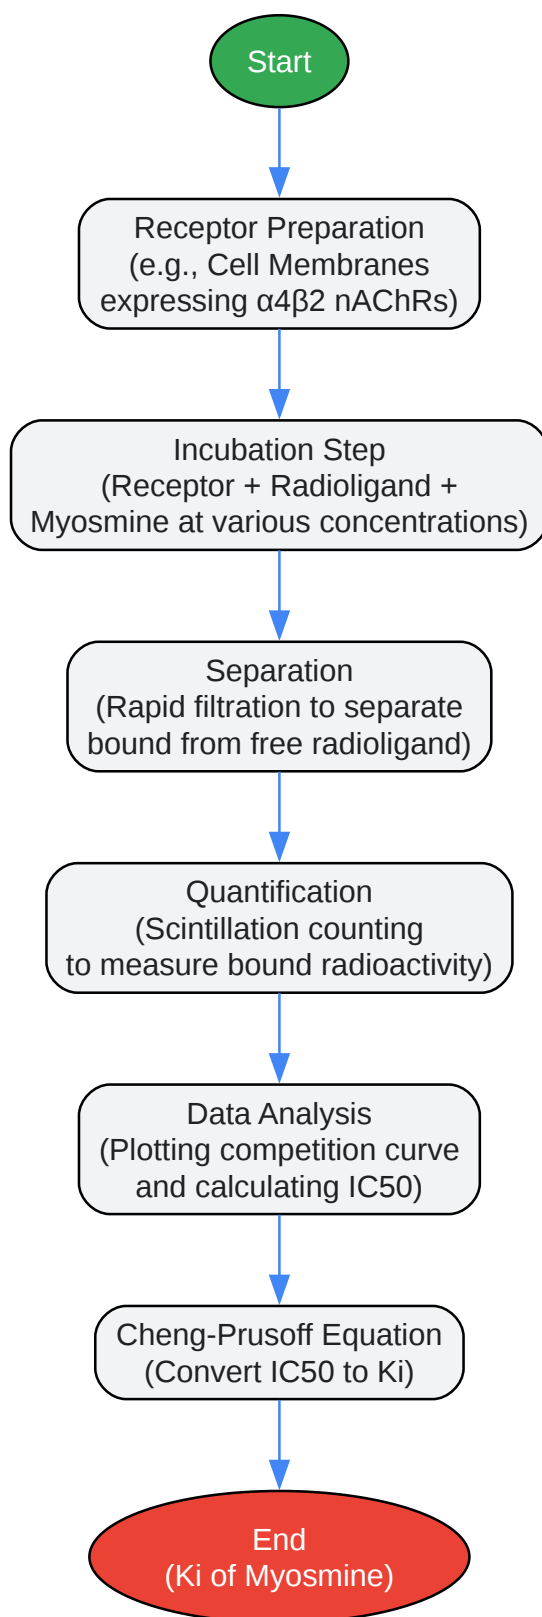 Start
Receptor Preparation
(e.g., Cell Membranes
expressing α4β2 nAChRs)
Incubation Step
(Receptor + Radioligand +
Myosmine at various concentrations)
Separation
(Rapid filtration to separate
bound from free radioligand)
Quantification
(Scintillation counting
to measure bound radioactivity)
Data Analysis
(Plotting competition curve
and calculating IC50)
Cheng-Prusoff Equation
(Convert IC50 to Ki)
End
(Ki of Myosmine)